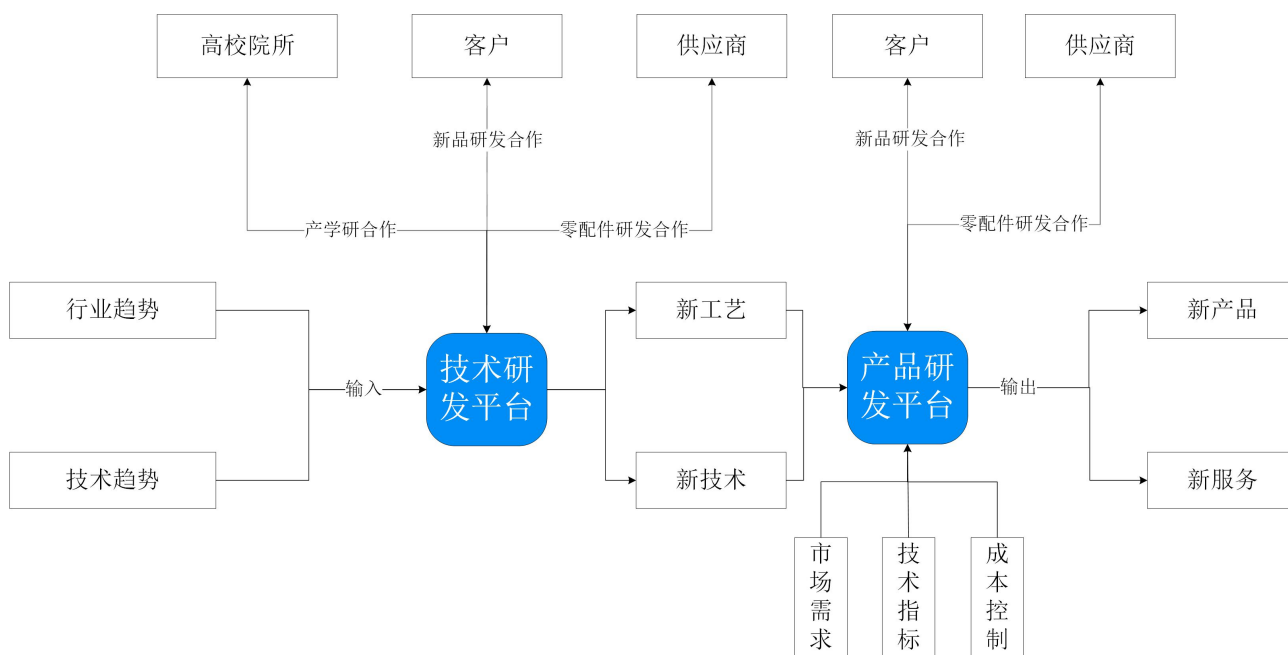 高校院所
客户
供应商
客户
供应商
新品研发合作
新品研发合作
产学研合作
零配件研发合作
零配件研发合作
行业趋势
新工艺
新产品
技术研
发平台
产品研
发平台
输入
输出
技术趋势
新技术
新服务
市场需求
技术指标
成本控制